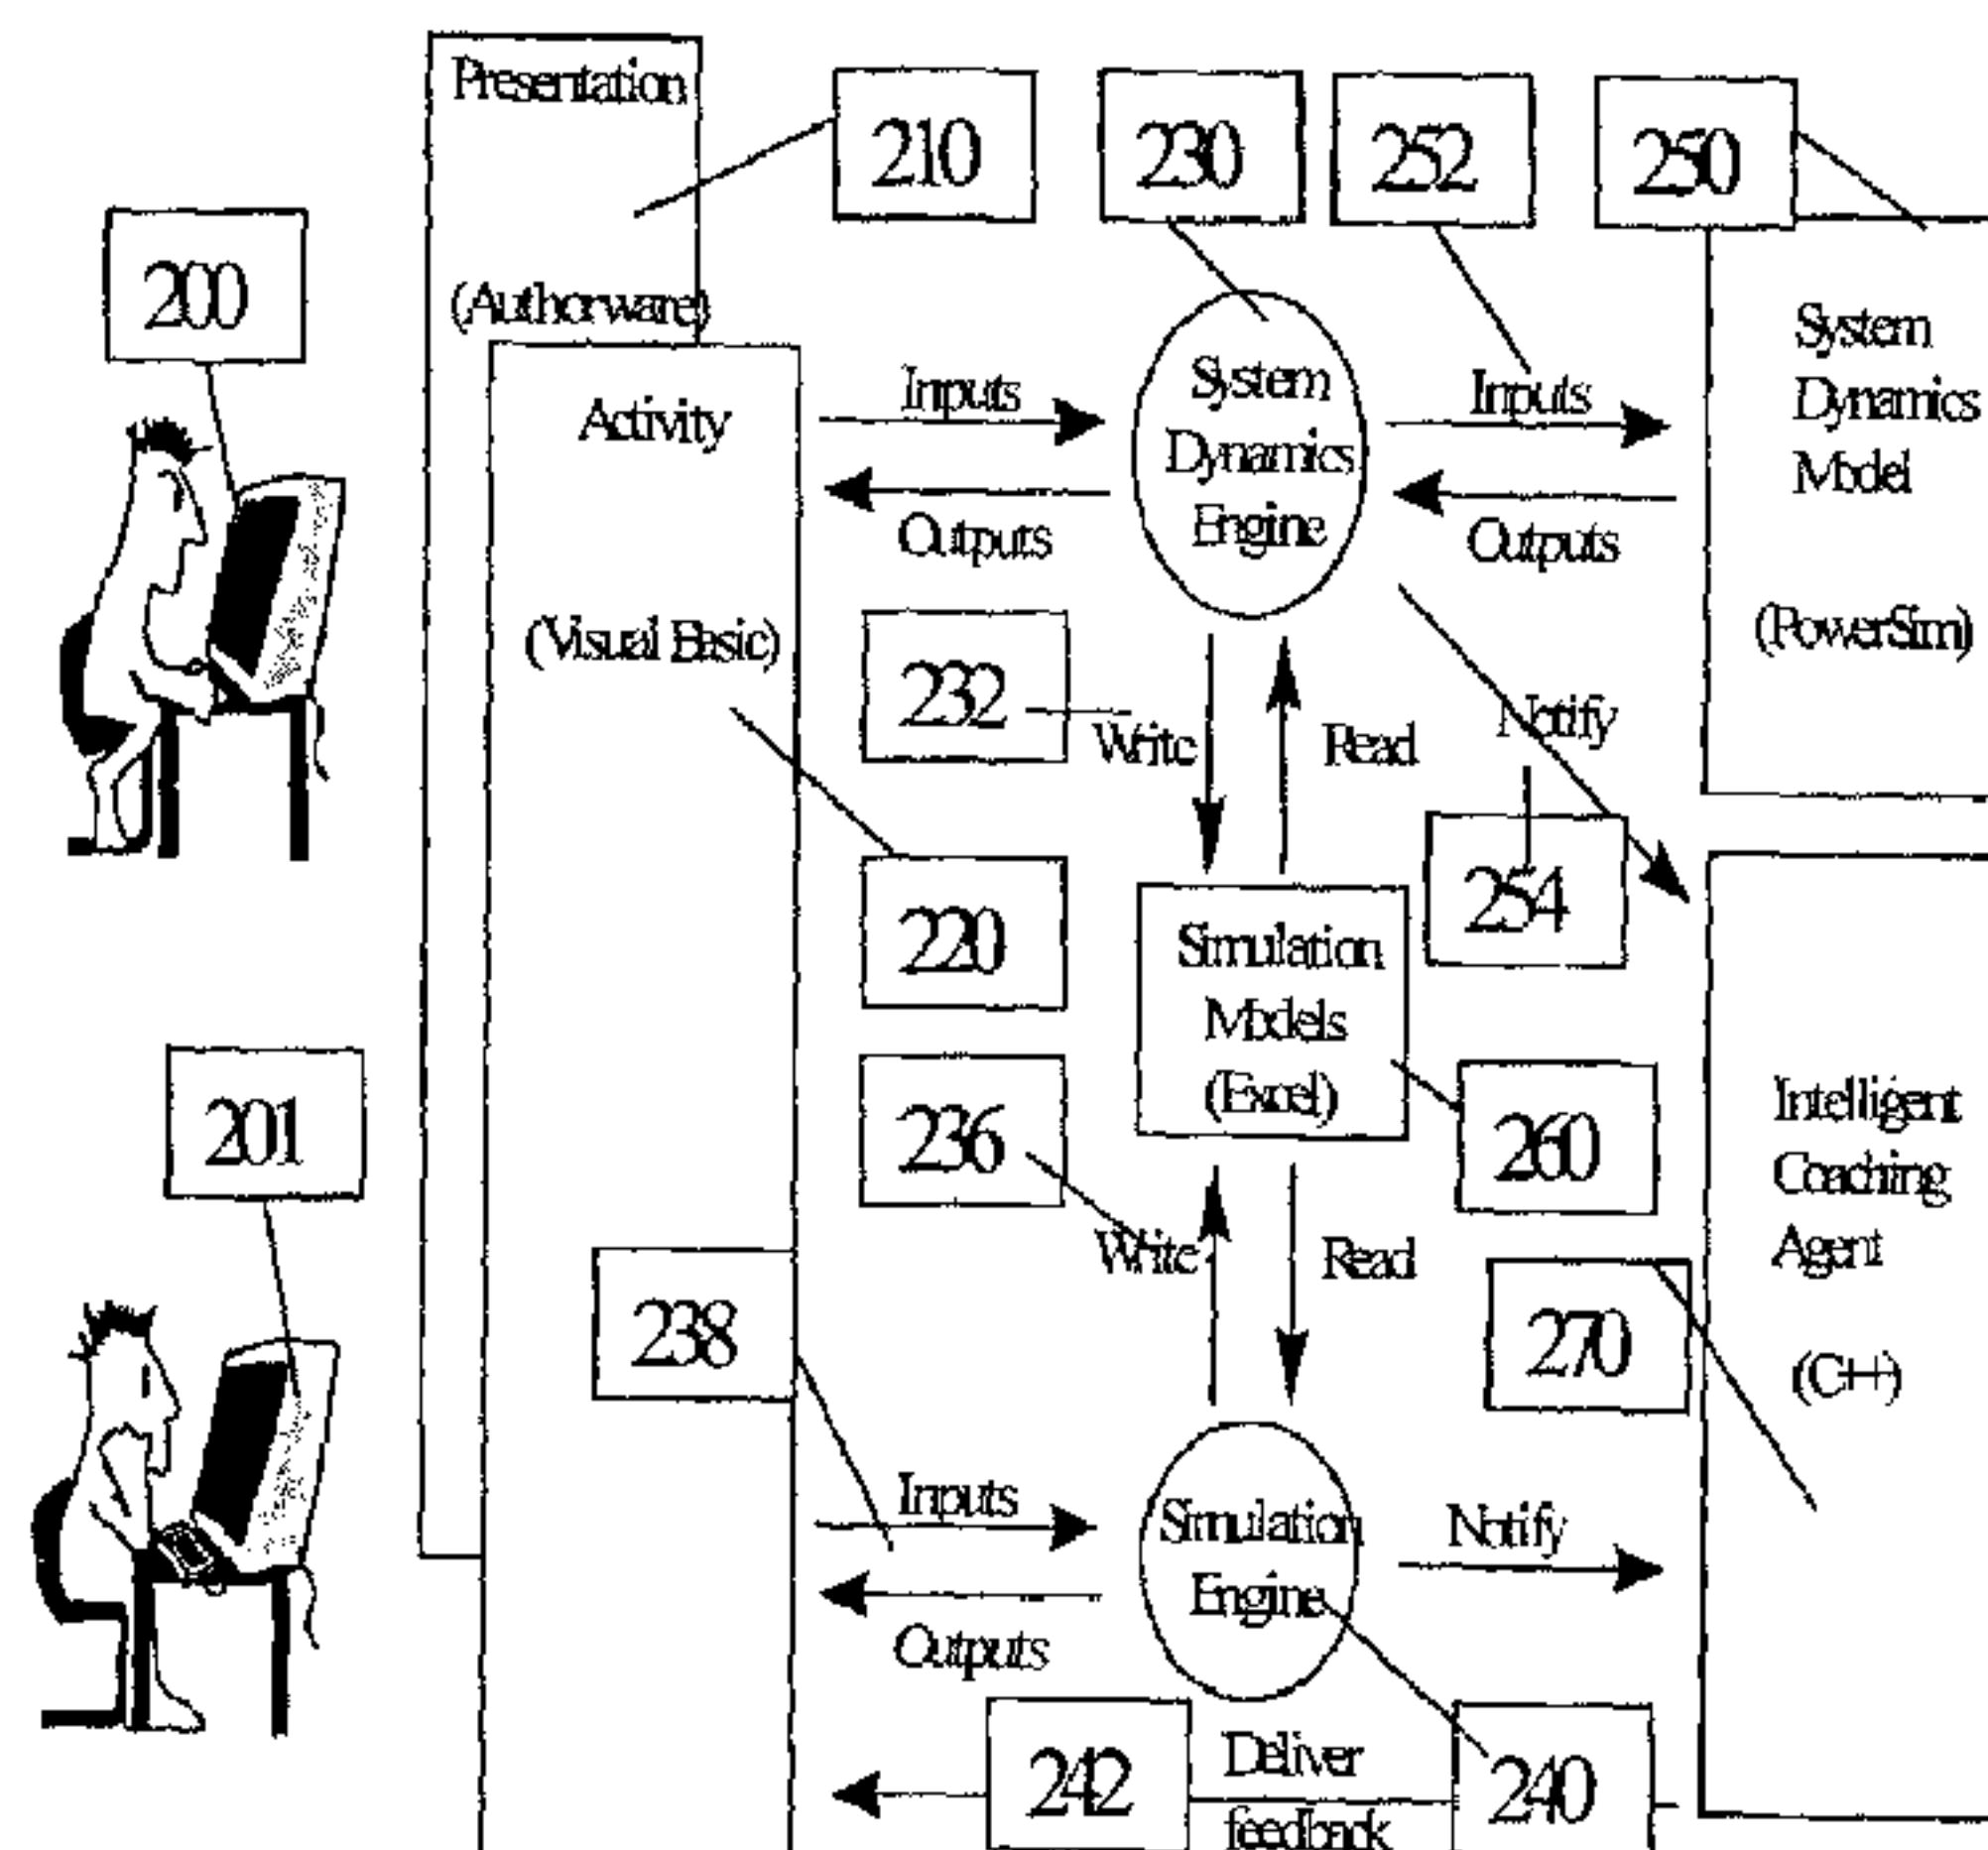 Presentation
210
230
252
250
200
(Authorware)
System
Dynamics
Model
(PowerSim)
Activity
(Visual Basic)
Inputs
Outputs
System
Dynamics
Engine
Inputs
Outputs
232
Write
Read
Notify
254
220
Simulation
Models
(Excel)
260
236
Write
Read
201
238
Intelligent
Coaching
Agent
(C++)
270
Inputs
Outputs
Simulation
Engine
Notify
242
Deliver
feedback
240